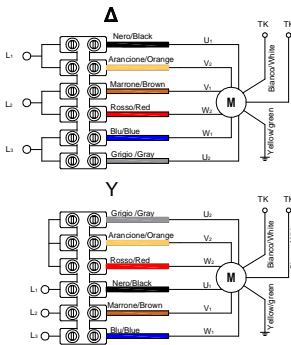 Δ
Nero/Black U₁ TK TK
L₁
Arancione/Orange V₂
Bianco/White
Marrone/Brown V₁
L₂ M
Rosso/Red W₂
Blu/Blue W₁
L₃
Yellow/green
Grigio /Gray U₂
Y
Grigio /Gray U₂ TK TK
Arancione/Orange V₂
Bianco/White
Rosso/Red W₂
M
L₁ Nero/Black U₁
L₂ Marrone/Brown V₁
Yellow/green
L₃ Blu/Blue W₁